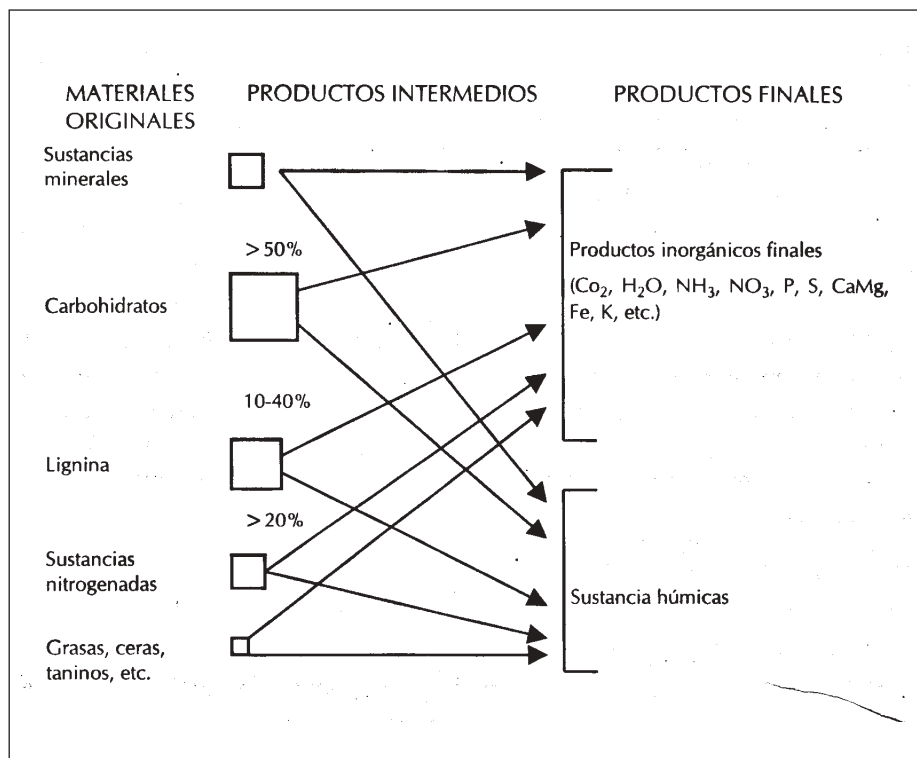 MATERIALES
ORIGINALES
PRODUCTOS INTERMEDIOS
PRODUCTOS FINALES
Sustancias
minerales
>50%
Carbohidratos
10-40%
Lignina
>20%
Sustancias
nitrogenadas
Grasas, ceras,
taninos, etc.
Productos inorgánicos finales
(Co₂, H₂O, NH₃, NO₃, P, S, CaMg,
Fe, K, etc.)
Sustancia húmicas